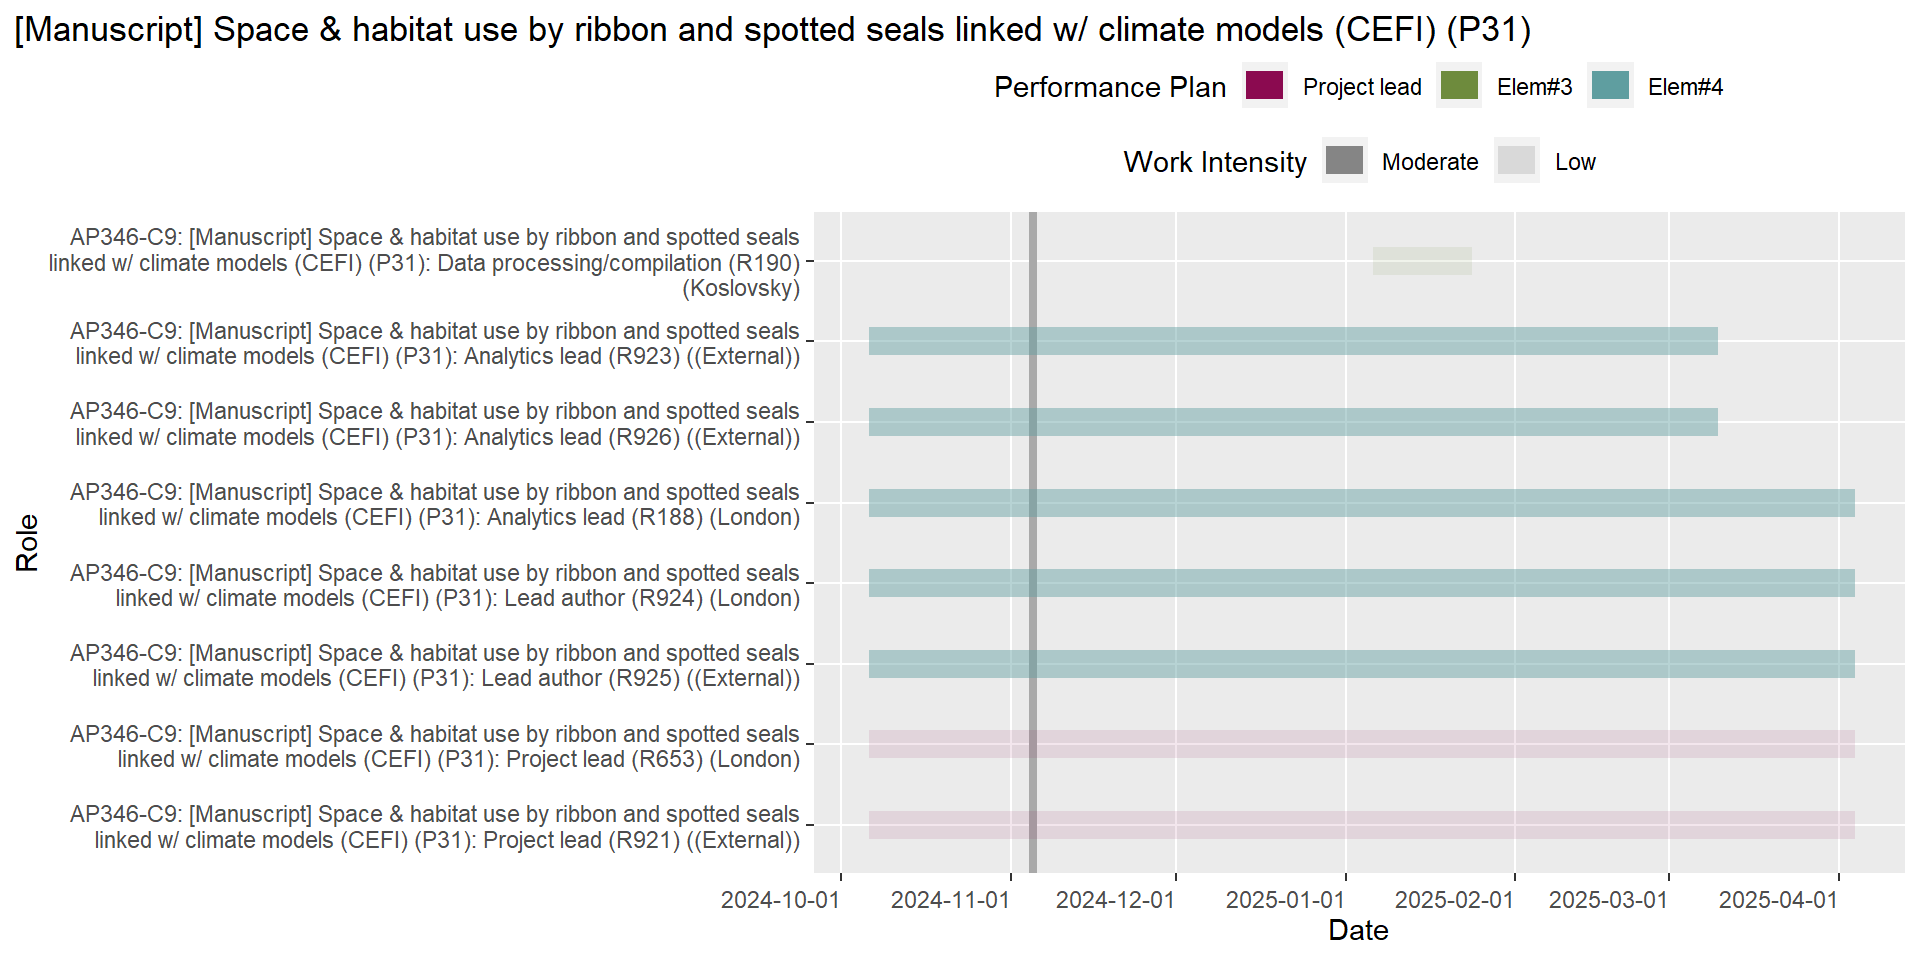 [Manuscript] Space & habitat use by ribbon and spotted seals linked w/ climate models (CEFI) (P31)
Performance Plan Project lead Elem#3 Elem#4
Work Intensity Moderate Low
AP346-C9: [Manuscript] Space & habitat use by ribbon and spotted seals
linked w/ climate models (CEFI) (P31): Data processing/compilation (R190)
(Koslovsky)
AP346-C9: [Manuscript] Space & habitat use by ribbon and spotted seals
linked w/ climate models (CEFI) (P31): Analytics lead (R923) ((External))
AP346-C9: [Manuscript] Space & habitat use by ribbon and spotted seals
linked w/ climate models (CEFI) (P31): Analytics lead (R926) ((External))
AP346-C9: [Manuscript] Space & habitat use by ribbon and spotted seals
linked w/ climate models (CEFI) (P31): Analytics lead (R188) (London)
AP346-C9: [Manuscript] Space & habitat use by ribbon and spotted seals
linked w/ climate models (CEFI) (P31): Lead author (R924) (London)
AP346-C9: [Manuscript] Space & habitat use by ribbon and spotted seals
linked w/ climate models (CEFI) (P31): Lead author (R925) ((External))
AP346-C9: [Manuscript] Space & habitat use by ribbon and spotted seals
linked w/ climate models (CEFI) (P31): Project lead (R653) (London)
AP346-C9: [Manuscript] Space & habitat use by ribbon and spotted seals
linked w/ climate models (CEFI) (P31): Project lead (R921) ((External))
Role
2024-10-01 2024-11-01 2024-12-01 2025-01-01 2025-02-01 2025-03-01 2025-04-01
Date